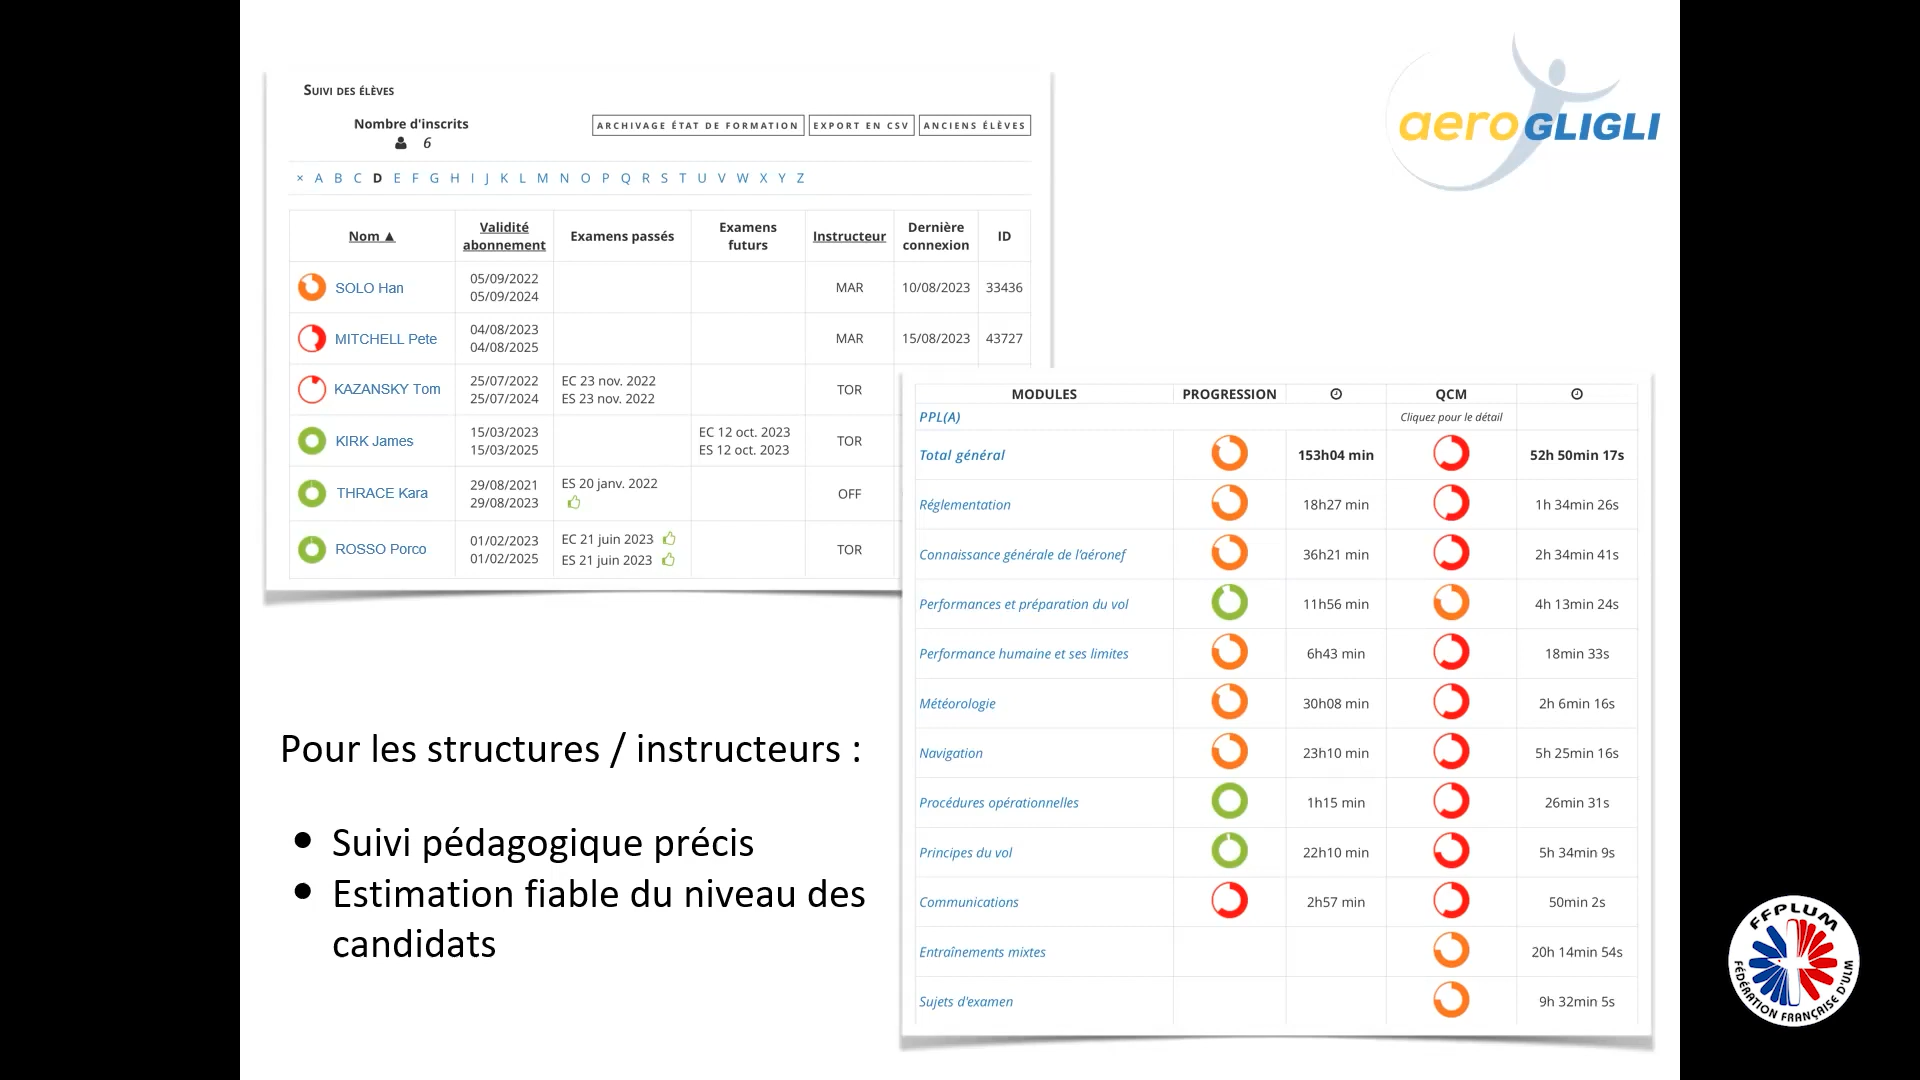 SUIVI DES ÉLÈVES
Nombre d'inscrits
6
ARCHIVAGE ÉTAT DE FORMATION EXPORT EN CSV ANCIENS ÉLÈVES
× A B C D E F G H I J K L M N O P Q R S T U V W X Y Z
Nom ▲ Validité abonnement Examens passés Examens futurs Instructeur Dernière connexion ID
SOLO Han 05/09/2022 05/09/2024 MAR 10/08/2023 33436
MITCHELL Pete 04/08/2023 04/08/2025 MAR 15/08/2023 43727
KAZANSKY Tom 25/07/2022 25/07/2024 EC 23 nov. 2022 ES 23 nov. 2022 TOR
KIRK James 15/03/2023 15/03/2025 EC 12 oct. 2023 ES 12 oct. 2023 TOR
THRACE Kara 29/08/2021 29/08/2023 ES 20 janv. 2022 OFF
ROSSO Porco 01/02/2023 01/02/2025 EC 21 juin 2023 ES 21 juin 2023 TOR
aeroGLIGLI
MODULES PROGRESSION QCM
PPL(A) Cliquez pour le détail
Total général 153h04 min 52h 50min 17s
Réglementation 18h27 min 1h 34min 26s
Connaissance générale de l'aéronef 36h21 min 2h 34min 41s
Performances et préparation du vol 11h56 min 4h 13min 24s
Performance humaine et ses limites 6h43 min 18min 33s
Météorologie 30h08 min 2h 6min 16s
Navigation 23h10 min 5h 25min 16s
Procédures opérationnelles 1h15 min 26min 31s
Principes du vol 22h10 min 5h 34min 9s
Communications 2h57 min 50min 2s
Entraînements mixtes 20h 14min 54s
Sujets d'examen 9h 32min 5s
Pour les structures / instructeurs :
• Suivi pédagogique précis
• Estimation fiable du niveau des
candidats
FFPLUM
FÉDÉRATION FRANÇAISE D'ULM